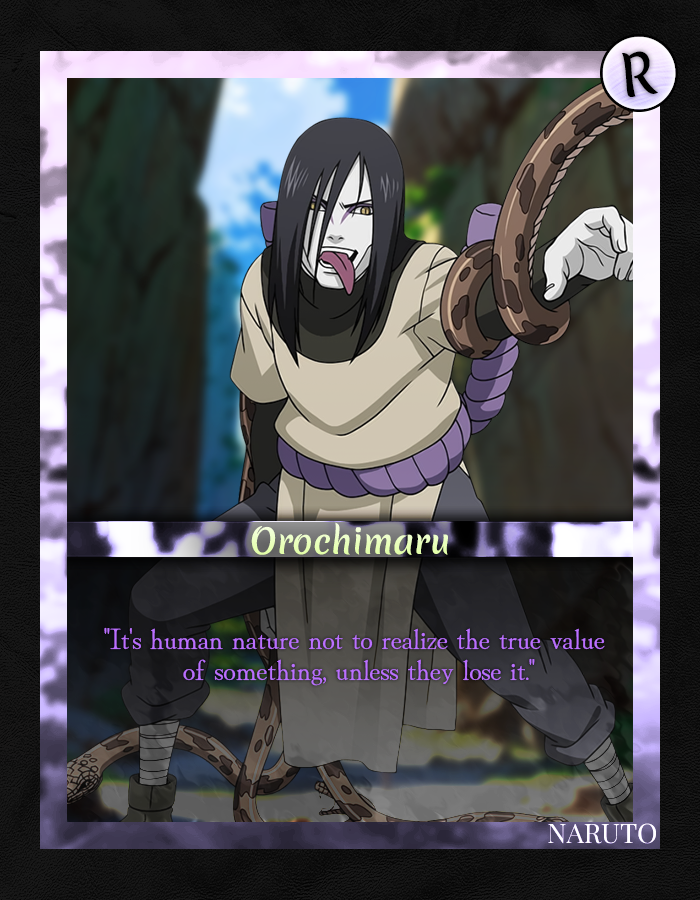 R
Orochimaru
"It's human nature not to realize the true value
of something, unless they lose it."
NARUTO